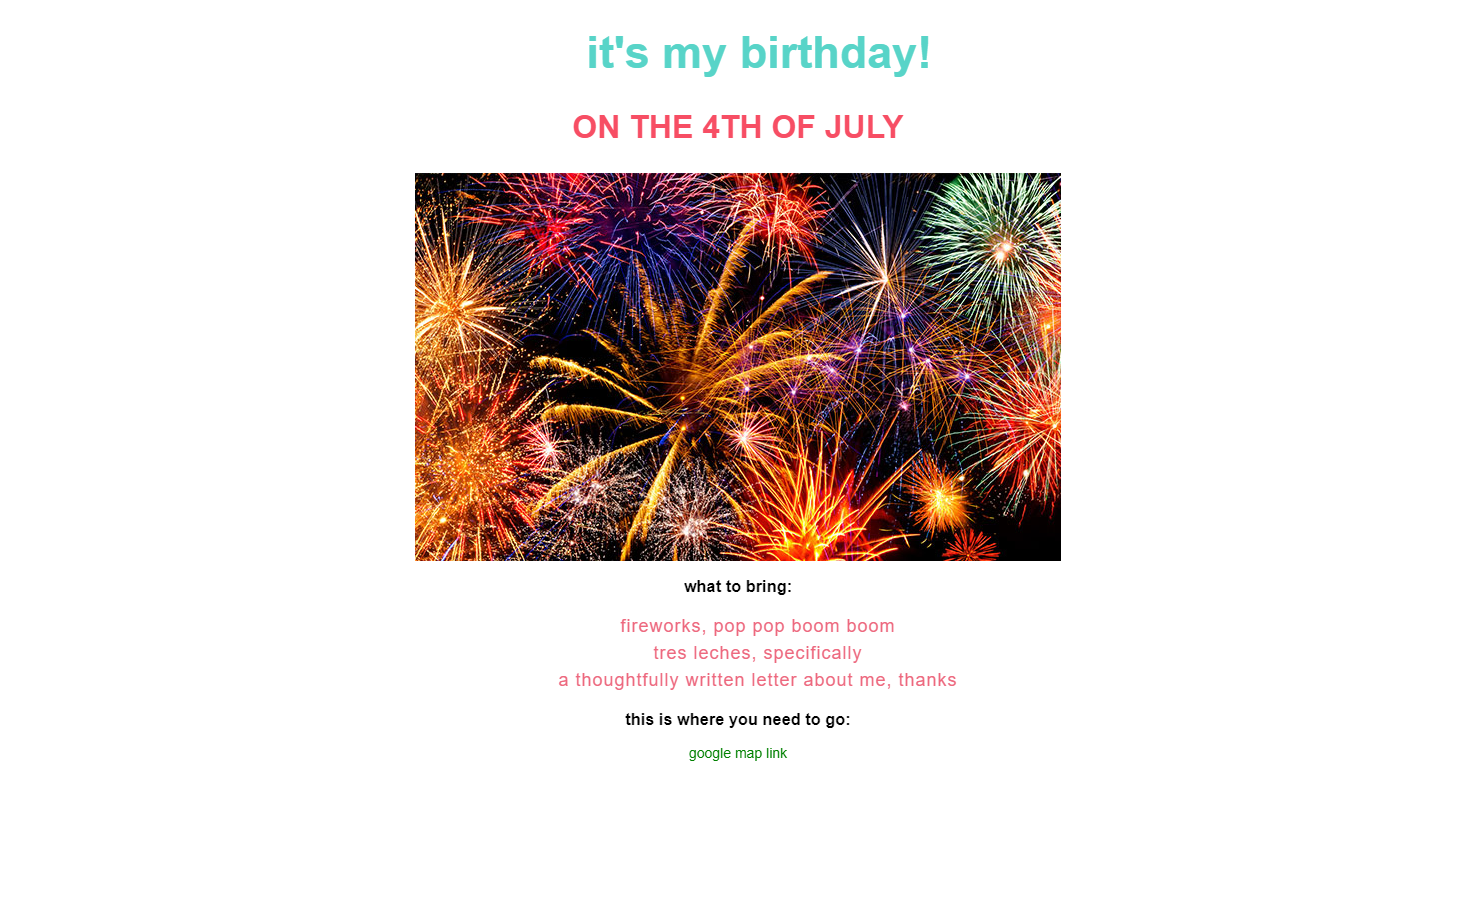 it's my birthday!
ON THE 4TH OF JULY
what to bring:
fireworks, pop pop boom boom
tres leches, specifically
a thoughtfully written letter about me, thanks
this is where you need to go:
google map link